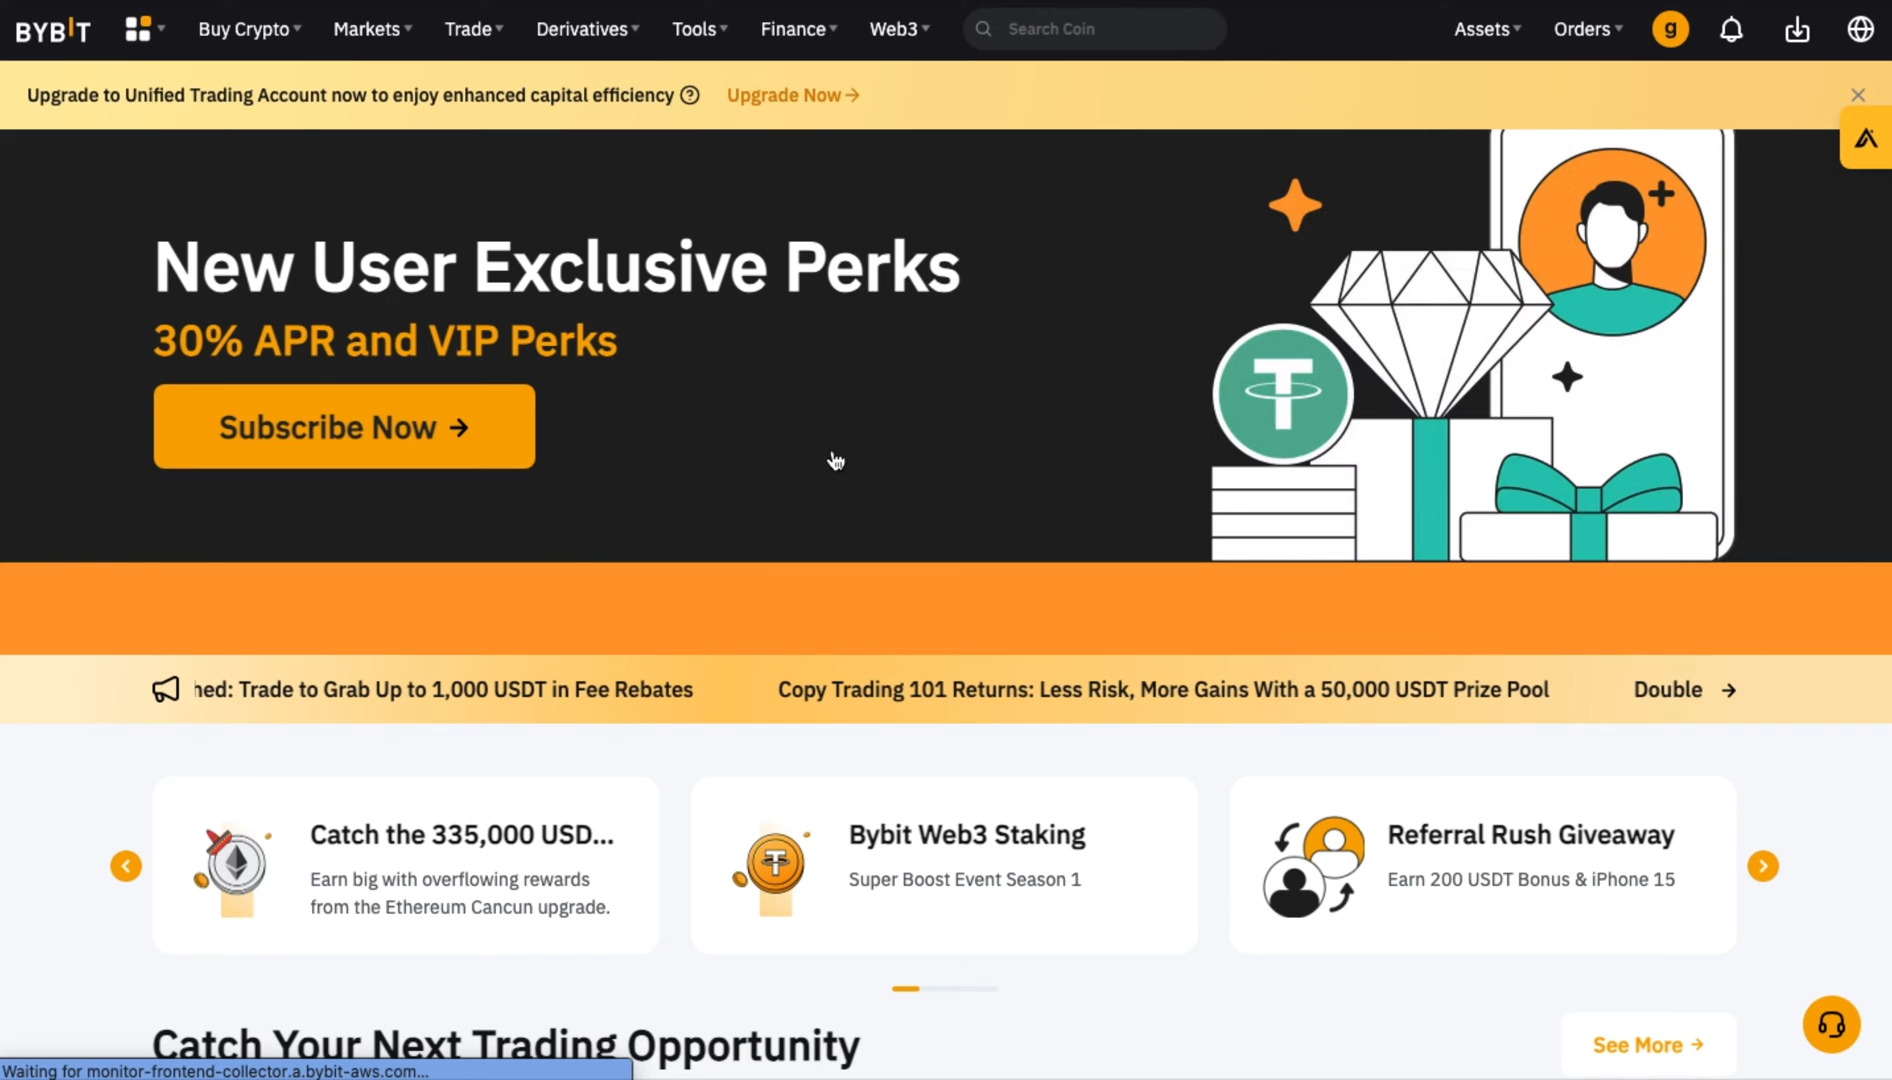 BYBIT Buy Crypto Markets Trade Derivatives Tools Finance Web3 Search Coin Assets Orders g
Upgrade to Unified Trading Account now to enjoy enhanced capital efficiency ? Upgrade Now →
New User Exclusive Perks
30% APR and VIP Perks
Subscribe Now →
hed: Trade to Grab Up to 1,000 USDT in Fee Rebates Copy Trading 101 Returns: Less Risk, More Gains With a 50,000 USDT Prize Pool Double →
Catch the 335,000 USD...
Earn big with overflowing rewards
from the Ethereum Cancun upgrade.
Bybit Web3 Staking
Super Boost Event Season 1
Referral Rush Giveaway
Earn 200 USDT Bonus & iPhone 15
Catch Your Next Trading Opportunity
See More →
Waiting for monitor-frontend-collector.a.bybit-aws.com...